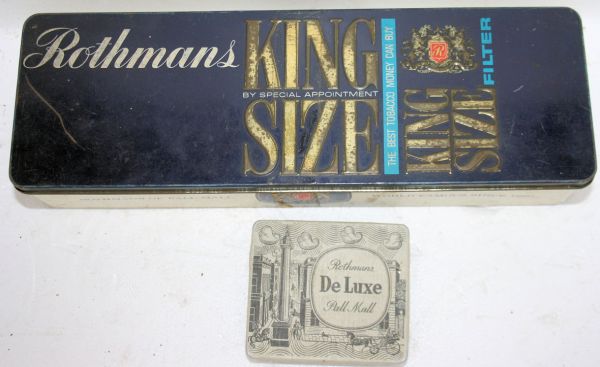 Rothmans
KING
SIZE
BY SPECIAL APPOINTMENT
THE BEST TOBACCO MONEY CAN BUY
KING
SIZE
FILTER
Rothmans
De Luxe
Pall Mall